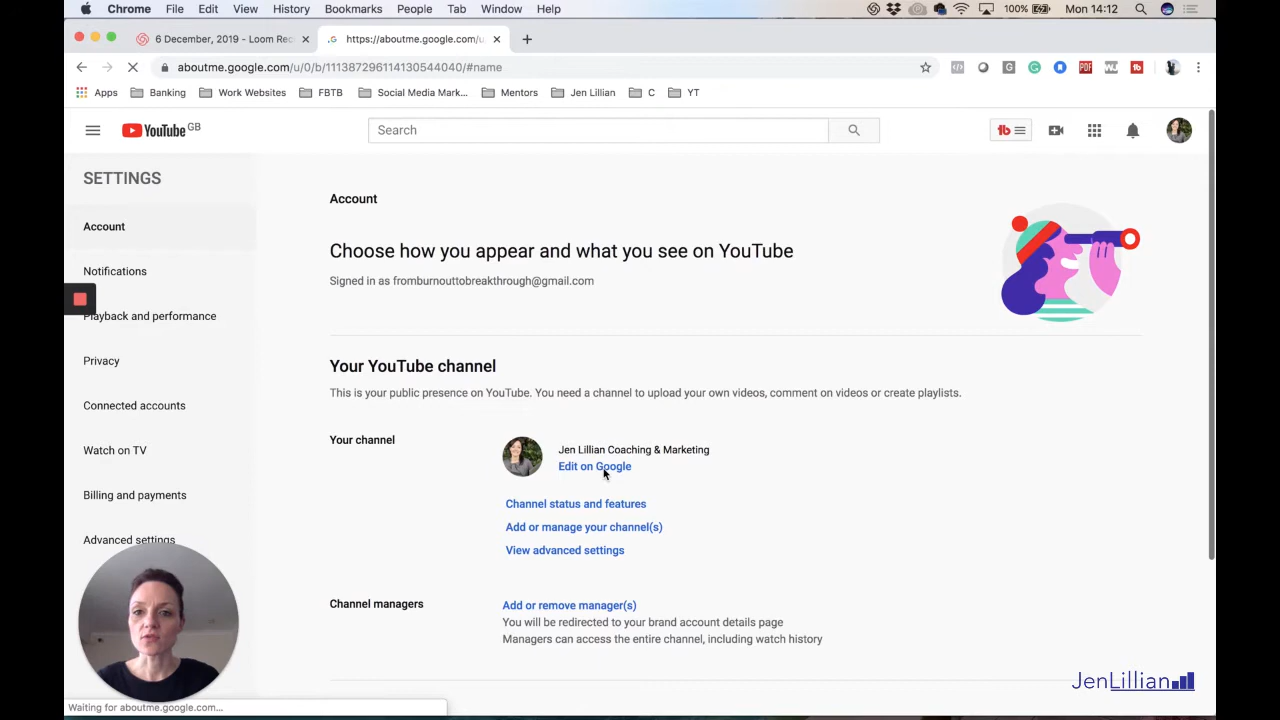 Chrome File Edit View History Bookmarks People Tab Window Help
100% Mon 14:12
6 December, 2019 - Loom Rec
https://aboutme.google.com/u
aboutme.google.com/u/0/b/111387296114130544040/#name
Apps Banking Work Websites FBTB Social Media Mark... Mentors Jen Lillian C YT
YouTube GB
Search
SETTINGS
Account
Notifications
Playback and performance
Privacy
Connected accounts
Watch on TV
Billing and payments
Advanced settings
Account
Choose how you appear and what you see on YouTube
Signed in as fromburnouttobreakthrough@gmail.com
Your YouTube channel
This is your public presence on YouTube. You need a channel to upload your own videos, comment on videos or create playlists.
Your channel
Jen Lillian Coaching & Marketing
Edit on Google
Channel status and features
Add or manage your channel(s)
View advanced settings
Channel managers
Add or remove manager(s)
You will be redirected to your brand account details page
Managers can access the entire channel, including watch history
JenLillian
Waiting for aboutme.google.com...